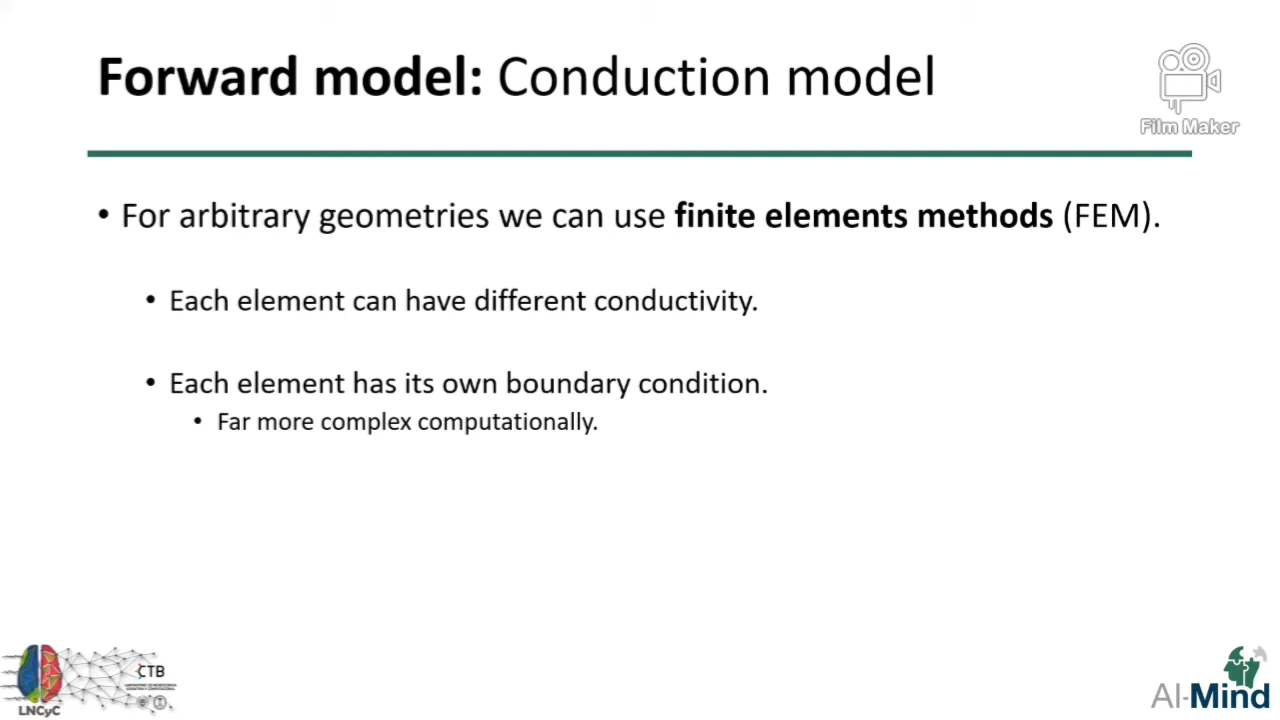 Forward model: Conduction model
Film Maker
• For arbitrary geometries we can use finite elements methods (FEM).
• Each element can have different conductivity.
• Each element has its own boundary condition.
• Far more complex computationally.
CTB
LNCyC
AI-Mind